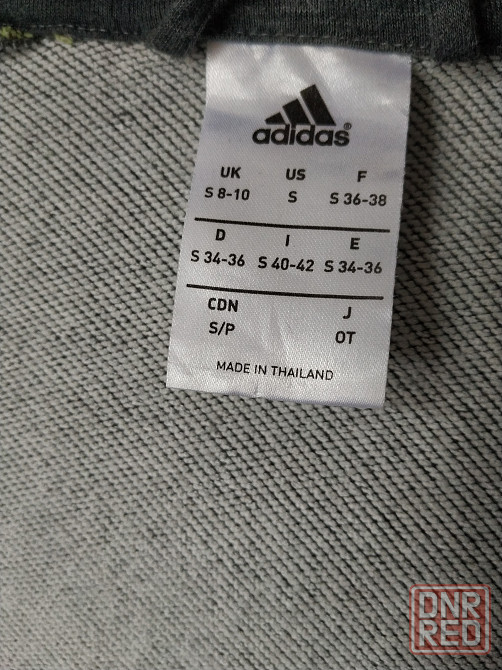 adidas®
UK US F
S 8-10 S S 36-38
D I E
S 34-36 S 40-42 S 34-36
CDN J
S/P OT
MADE IN THAILAND
DNR
RED